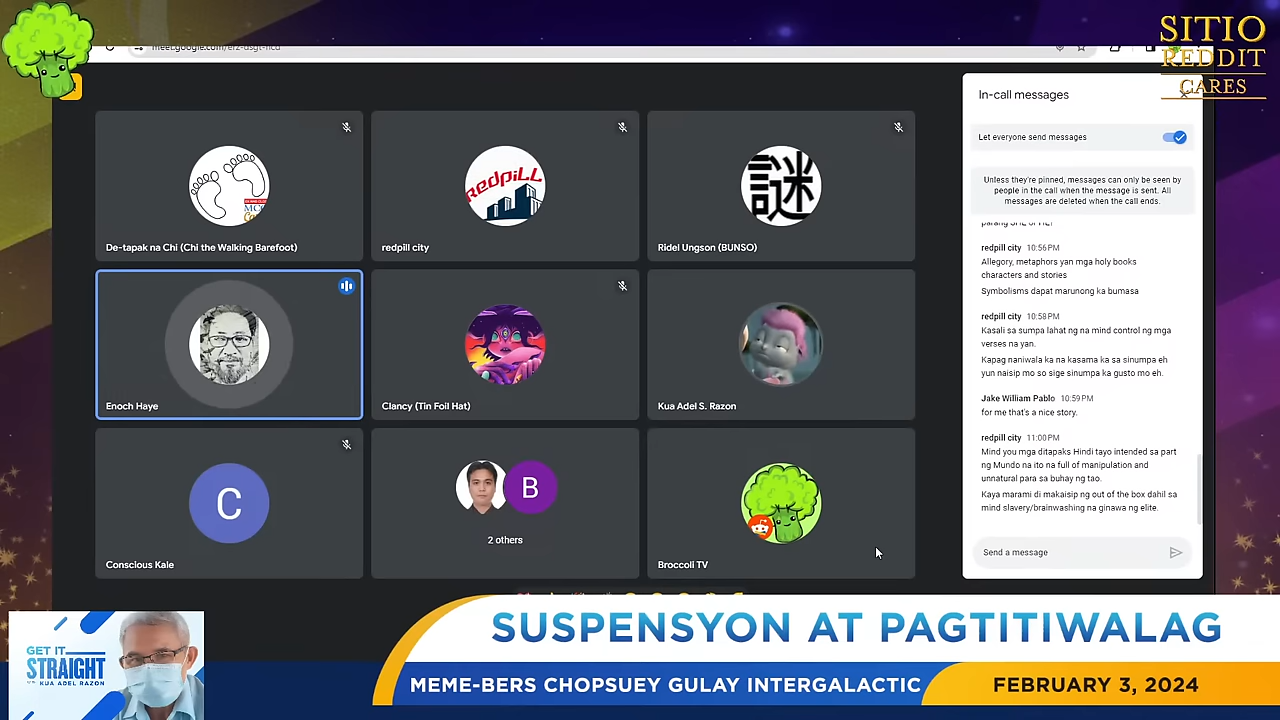 SITIO
REDDIT
CARES
In-call messages
Let everyone send messages
Unless they're pinned, messages can only be seen by
people in the call when the message is sent. All
messages are deleted when the call ends.
redpill city 10:56PM
Allegory, metaphors yan mga holy books
characters and stories
Symbolisms dapat marunong ka bumasa
redpill city 10:58PM
Kasali sa sumpa lahat ng na mind control ng mga
verses na yan.
Kapag naniwala ka na kasama ka sa sinumpa eh
yun naisip mo so sige sinumpa ka gusto mo eh.
Jake William Pablo 10:59PM
for me that's a nice story.
redpill city 11:00PM
Mind you mga ditapaks Hindi tayo intended sa part
ng Mundo na ito na full of manipulation and
unnatural para sa buhay ng tao.
Kaya marami di makaisip ng out of the box dahil sa
mind slavery/brainwashing na ginawa ng elite.
Send a message
redpill
謎
De-tapak na Chi (Chi the Walking Barefoot)
redpill city
Ridel Ungson (BUNSO)
Enoch Haye
Clancy (Tin Foil Hat)
Kua Adel S. Razon
C
B
2 others
Conscious Kale
Broccoli TV
GET IT
STRAIGHT
KUA ADEL RAZON
SUSPENSYON AT PAGTITIWALAG
MEME-BERS CHOPSUEY GULAY INTERGALACTIC
FEBRUARY 3, 2024